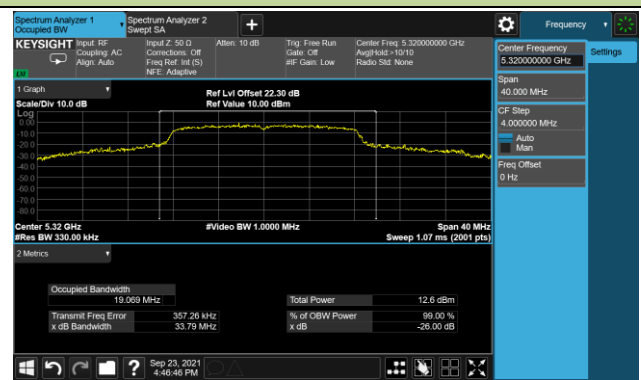 Spectrum Analyzer 1
Occupied BW
Spectrum Analyzer 2
Swept SA
Frequency
KEYSIGHT
Input: RF
Coupling: AC
Align: Auto
Input Z: 50 Ω
Corrections: Off
Freq Ref: Int (S)
NFE: Adaptive
Atten: 10 dB
Trig: Free Run
Gate: Off
#IF Gain: Low
Center Freq: 5.320000000 GHz
Avg|Hold:>10/10
Radio Std: None
Center Frequency
5.320000000 GHz
Settings
Span
40.000 MHz
CF Step
4.000000 MHz
Auto
Man
Freq Offset
0 Hz
1 Graph
Scale/Div 10.0 dB
Ref Lvl Offset 22.30 dB
Ref Value 10.00 dBm
Log
0.00
-10.0
-20.0
-30.0
-40.0
-50.0
-60.0
-70.0
-80.0
Center 5.32 GHz
#Res BW 330.00 kHz
#Video BW 1.0000 MHz
Span 40 MHz
Sweep 1.07 ms (2001 pts)
2 Metrics
Occupied Bandwidth
19.069 MHz
Total Power 12.6 dBm
Transmit Freq Error 357.26 kHz
% of OBW Power 99.00 %
x dB Bandwidth 33.79 MHz
x dB -26.00 dB
Sep 23, 2021
4:46:46 PM